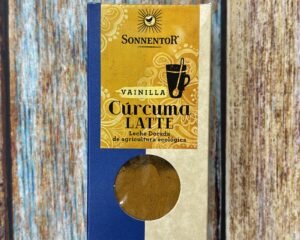 SONNENTOR
VAINILLA
Cúrcuma
LATTE
Leche Dorada
de agricultura ecológica